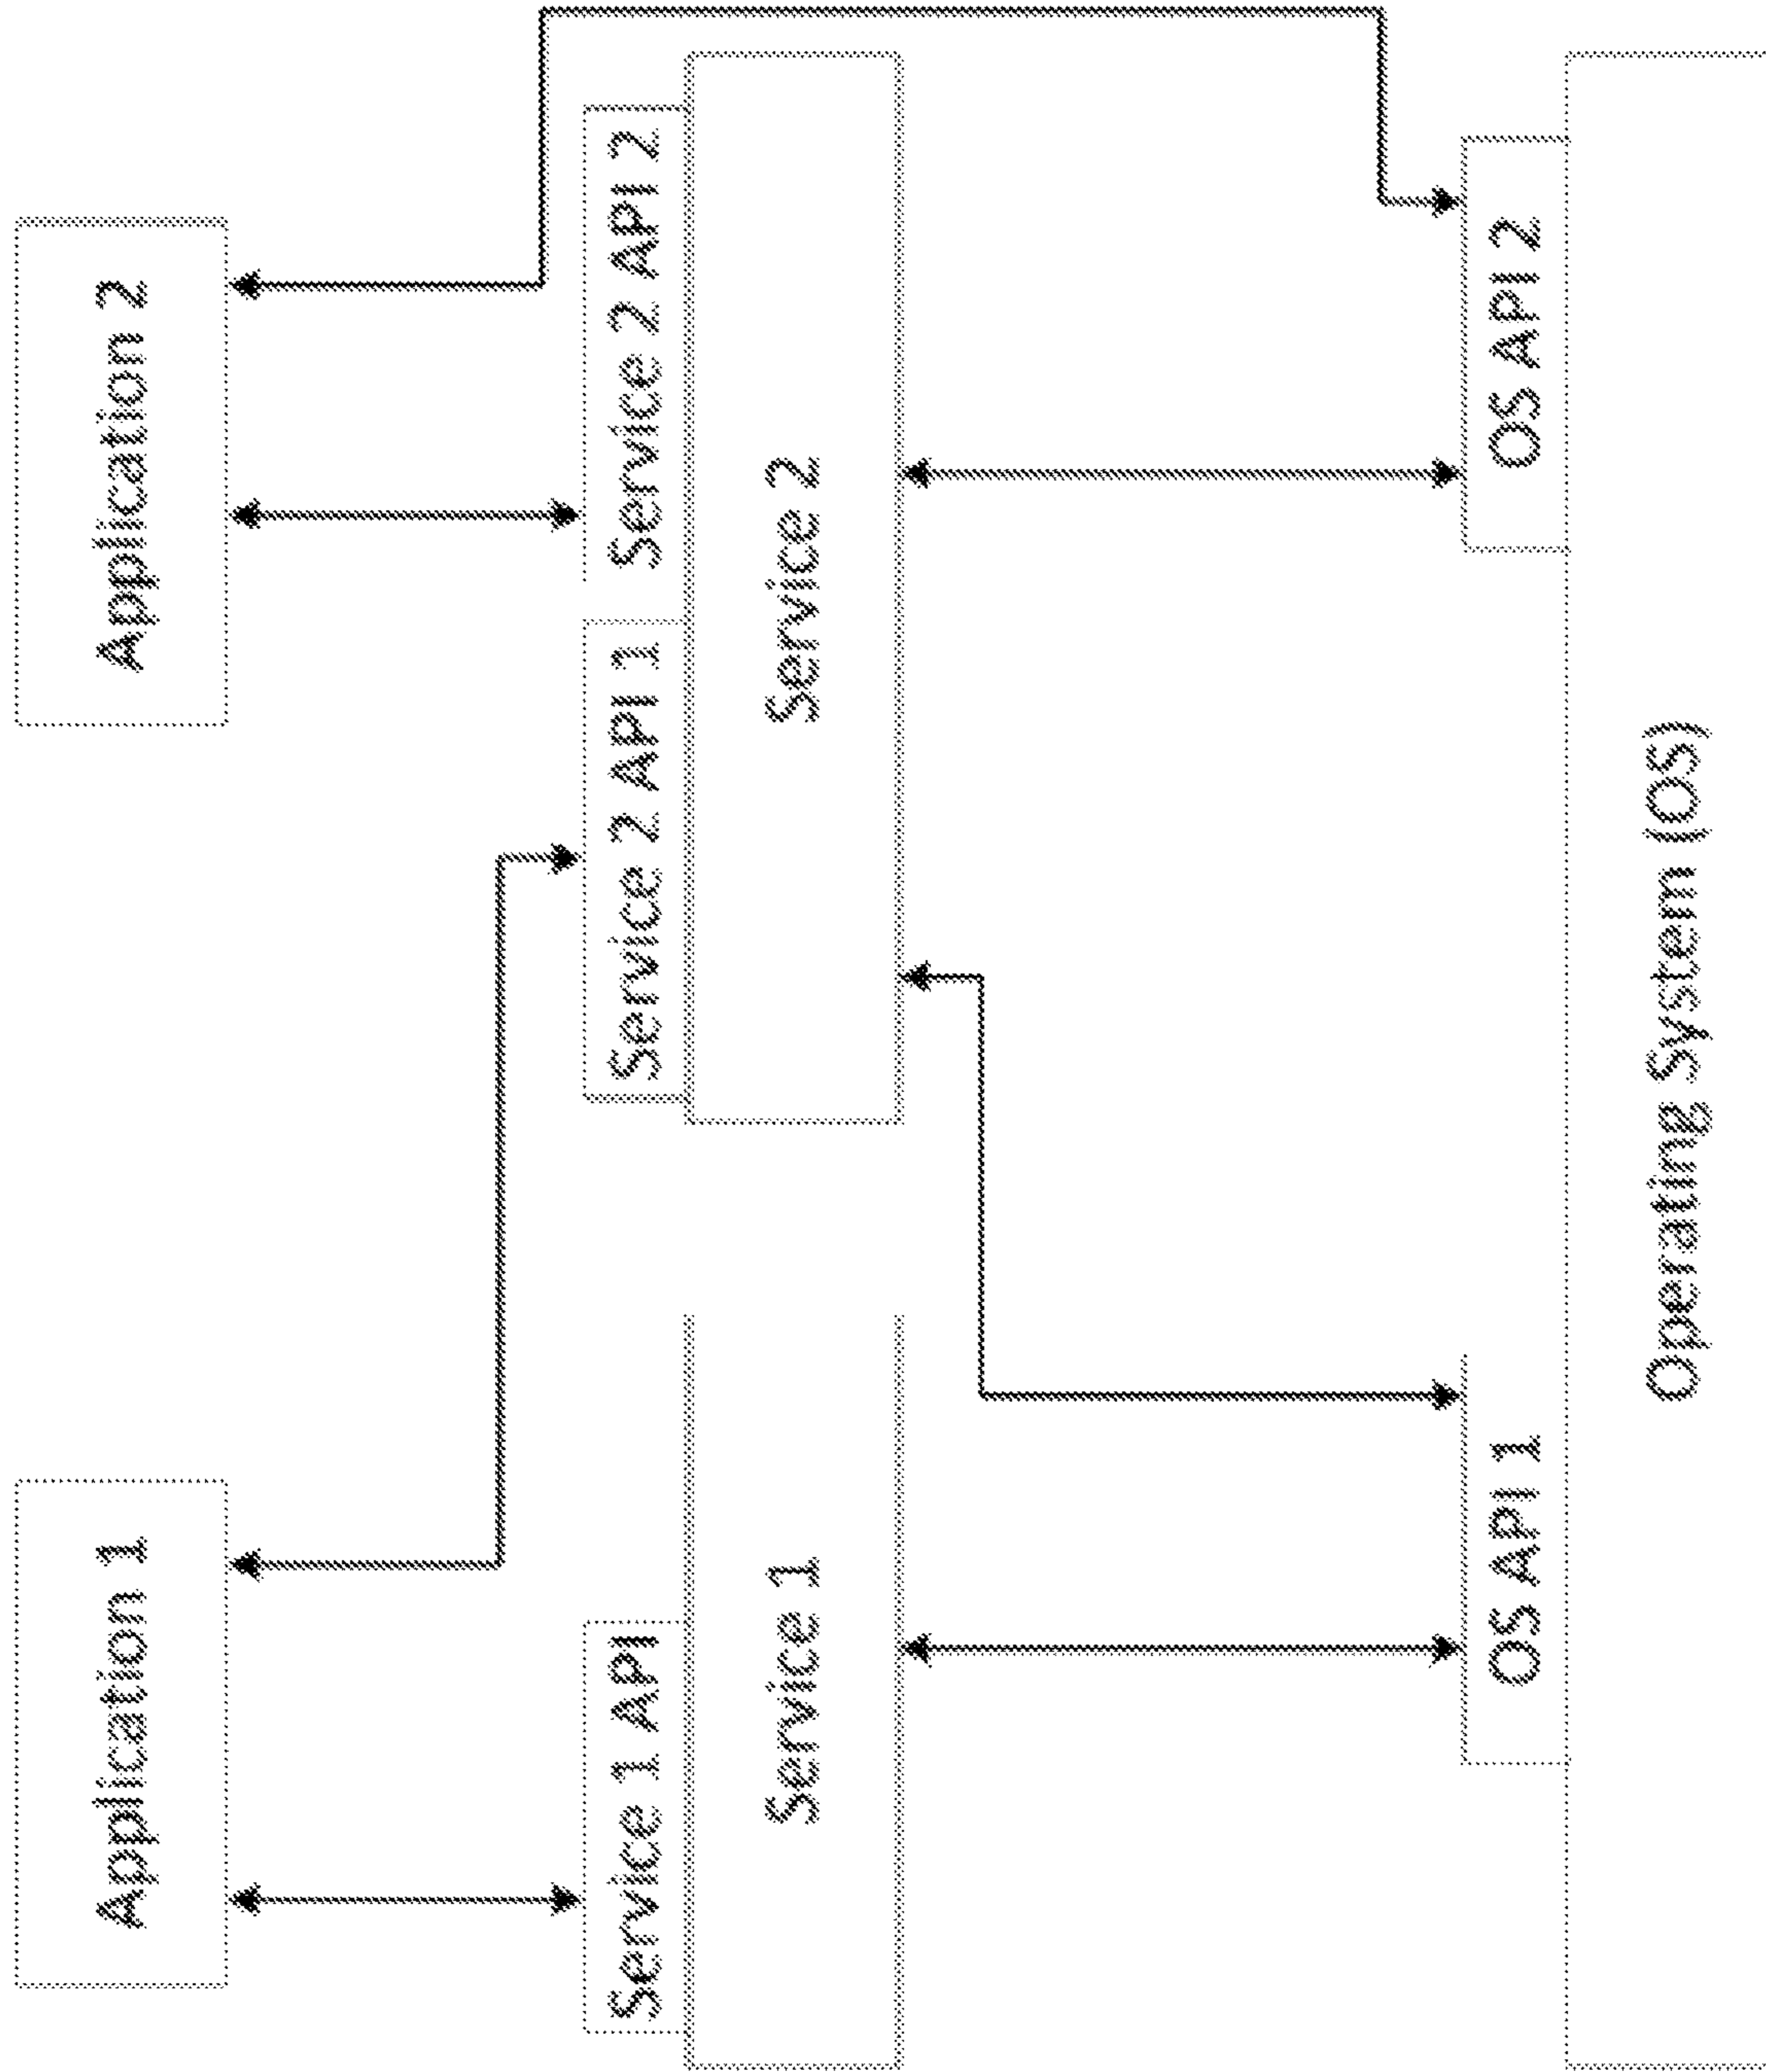 Application 1
Application 2
Service 1 API
Service 2 API 1
Service 2 API 2
Service 1
Service 2
OS API 1
OS API 2
Operating System (OS)